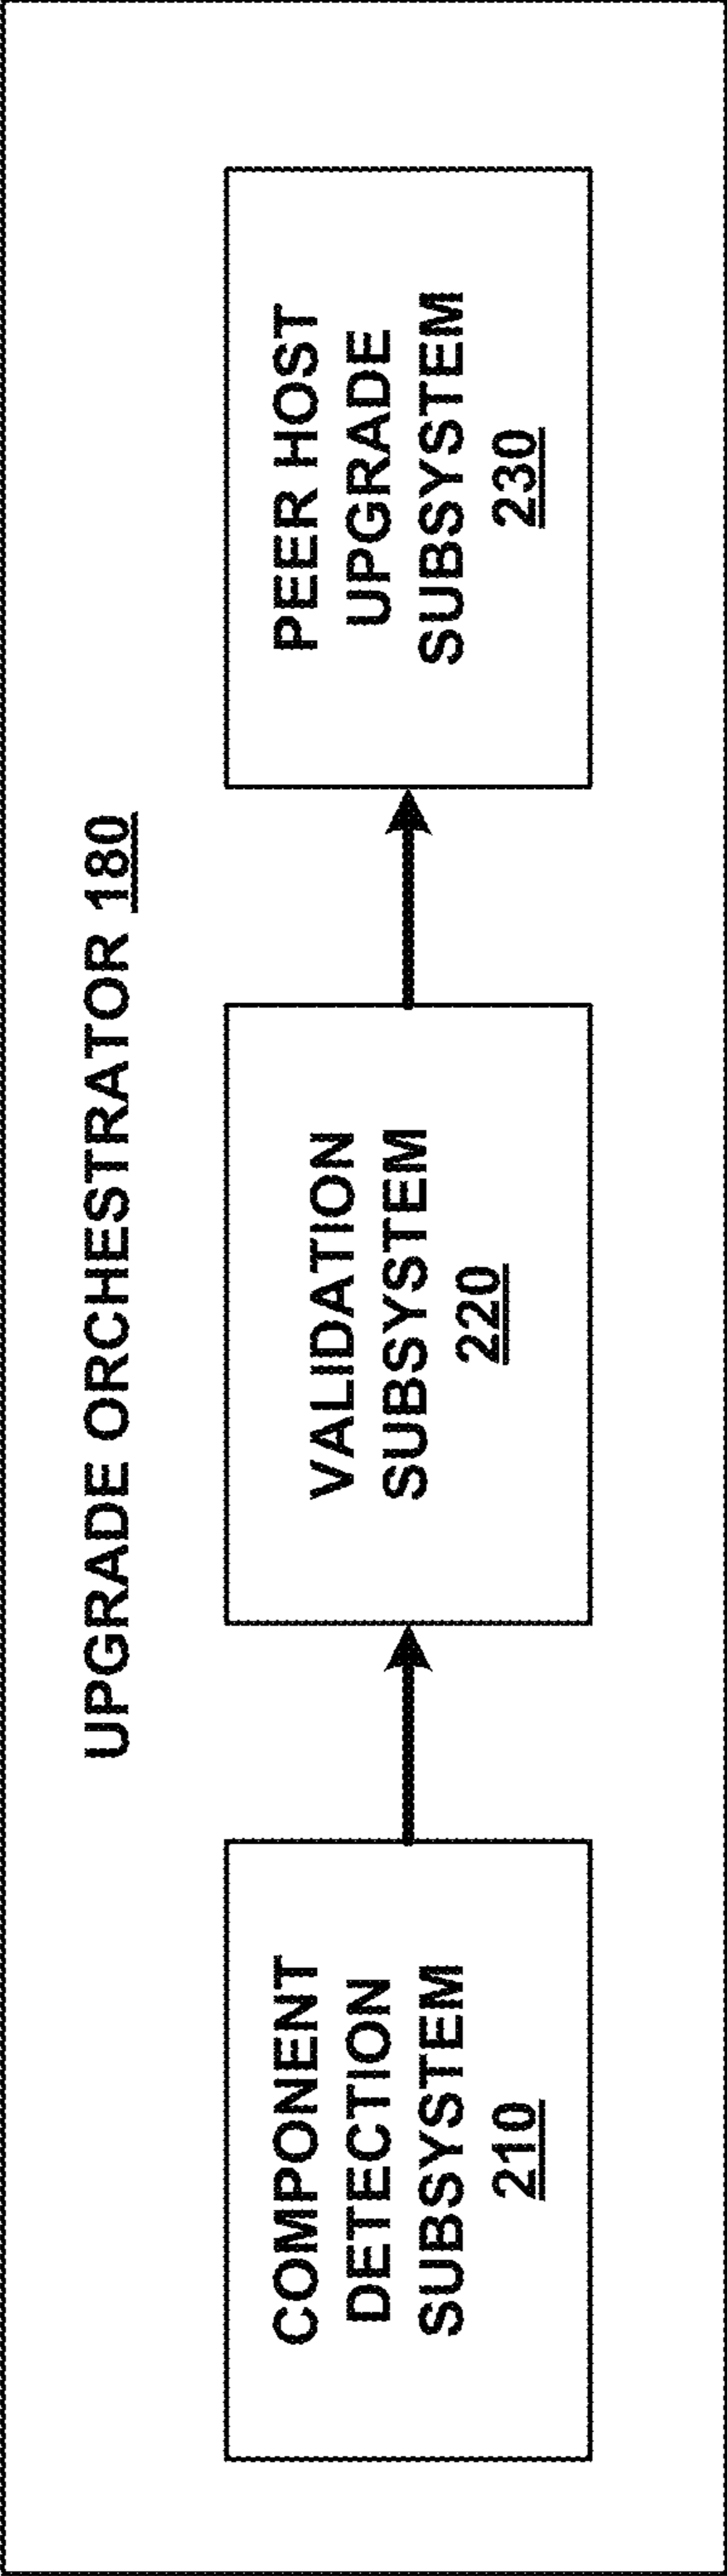 UPGRADE ORCHESTRATOR 180
COMPONENT
DETECTION
SUBSYSTEM
210
VALIDATION
SUBSYSTEM
220
PEER HOST
UPGRADE
SUBSYSTEM
230